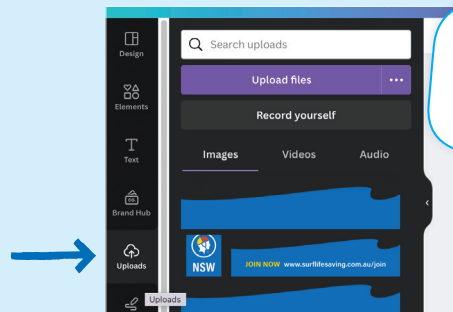 Design
Elements
Text
CO.
Brand Hub
Uploads
Uploads
Search uploads
Upload files
Record yourself
Images Videos Audio
NSW
JOIN NOW www.surflifesaving.com.au/join